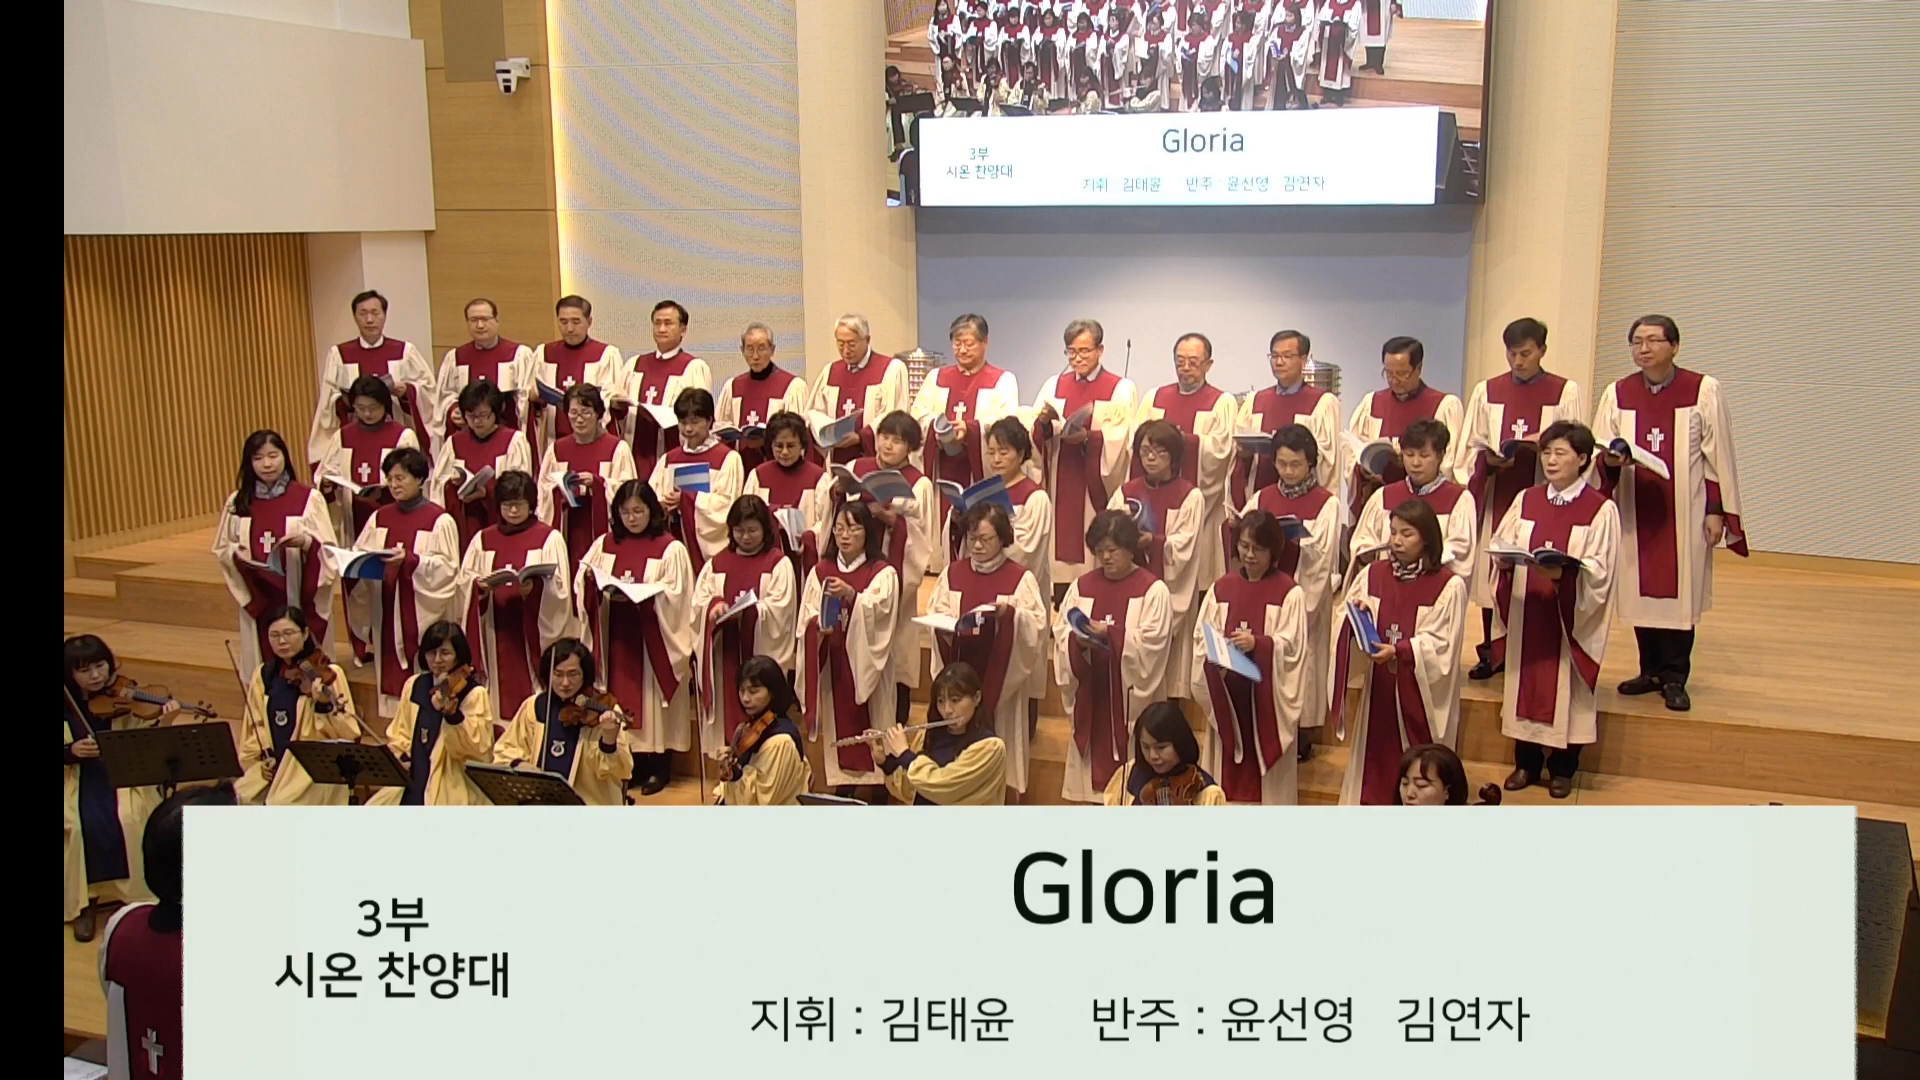 Gloria
3부
시온 찬양대
지휘 김태윤 반주 : 윤선영 김연자
Gloria
3부
시온 찬양대
지휘 : 김태윤 반주 : 윤선영 김연자